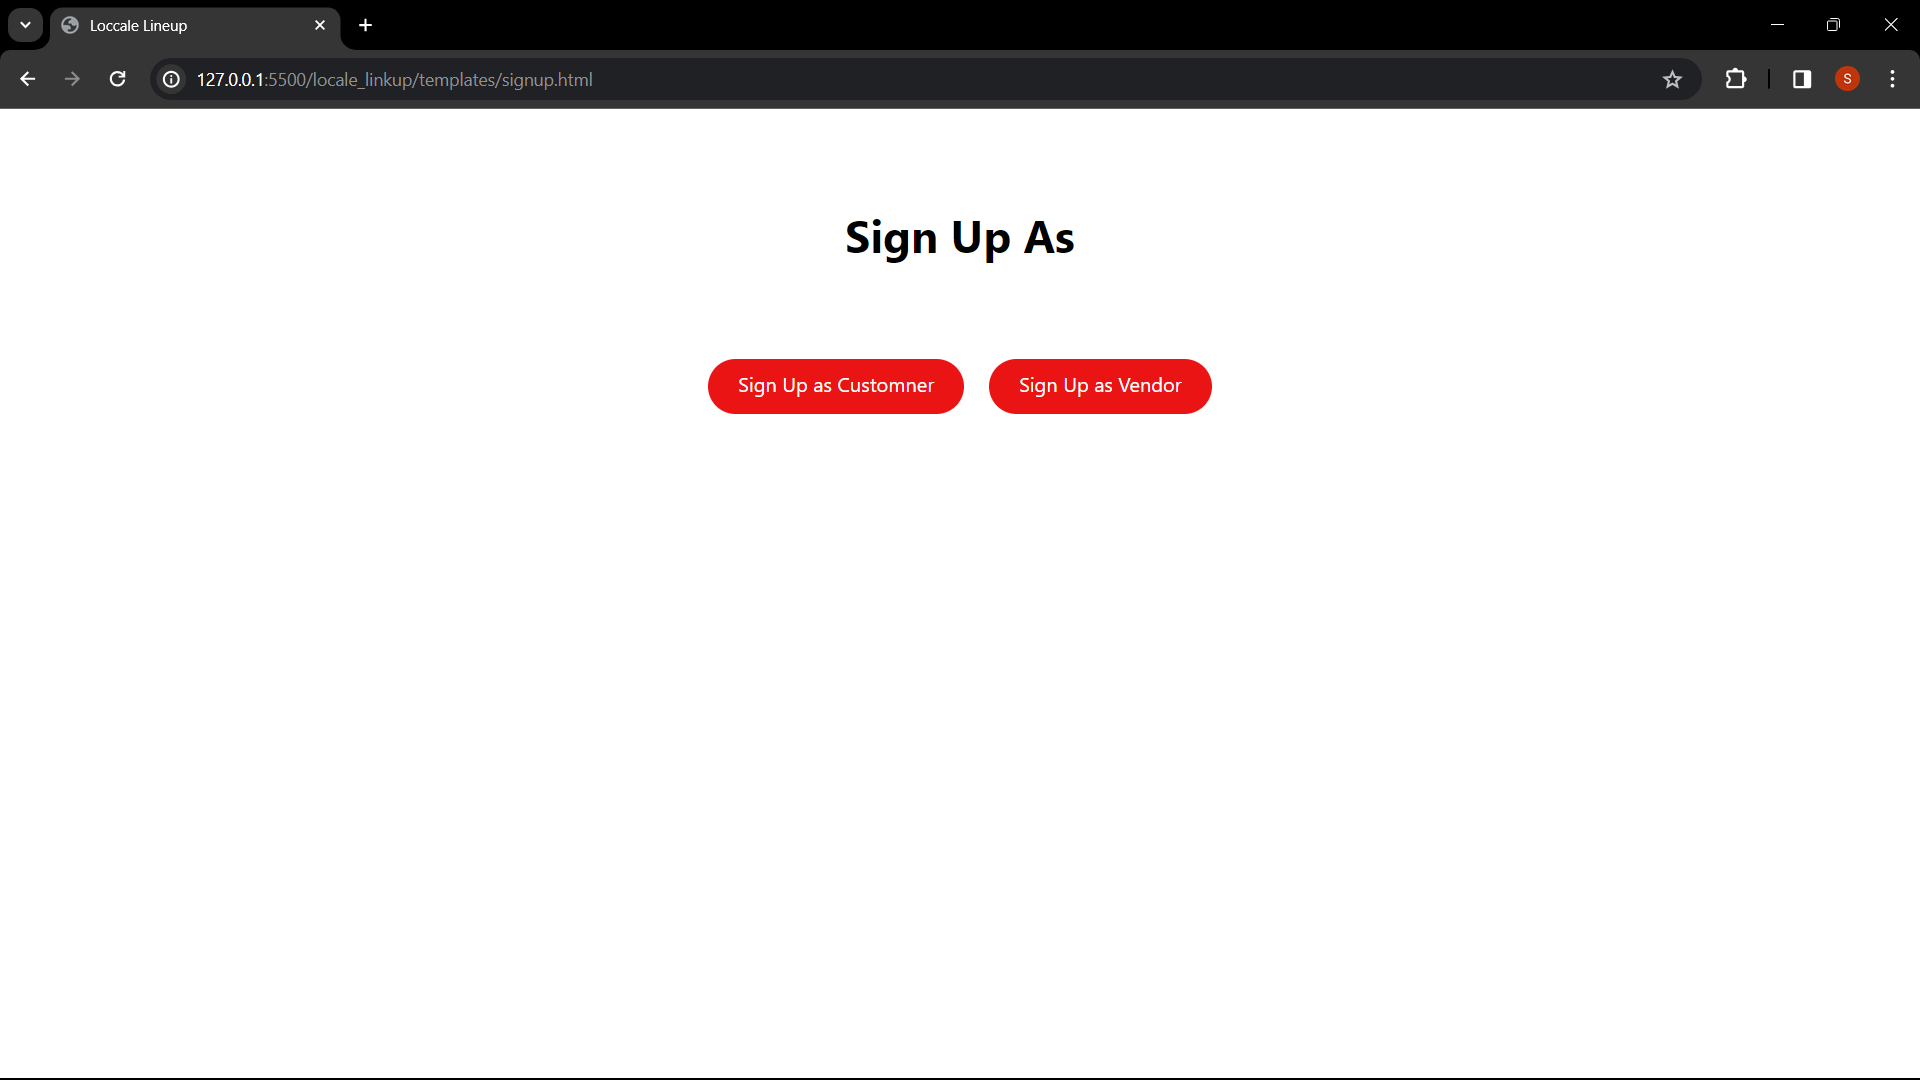 Loccale Lineup
127.0.0.1:5500/locale_linkup/templates/signup.html
S
Sign Up As
Sign Up as Customner
Sign Up as Vendor